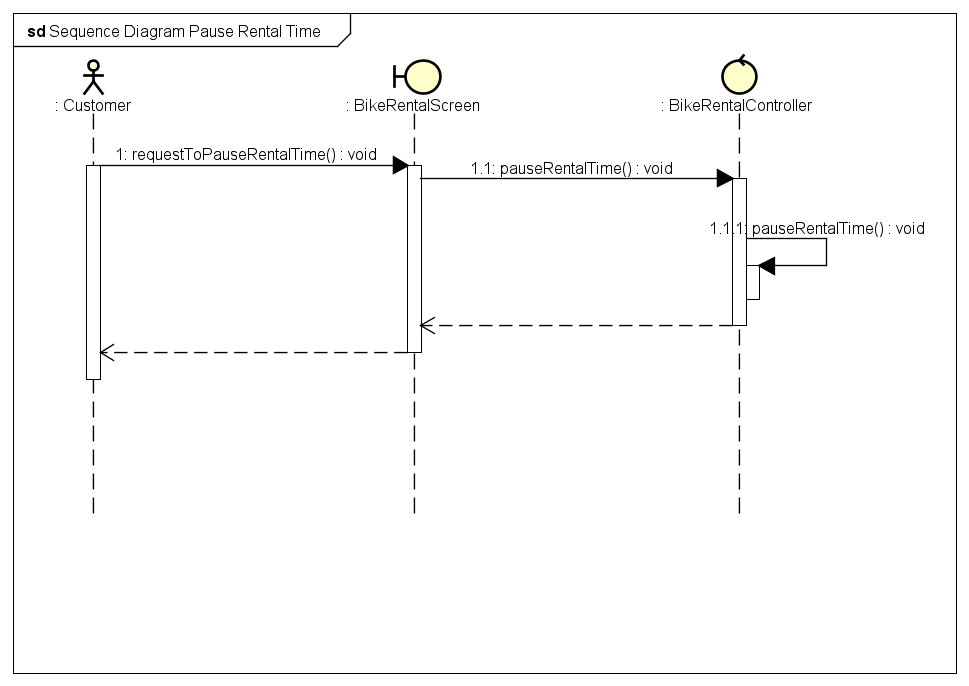 sd Sequence Diagram Pause Rental Time
: Customer
: BikeRentalScreen
: BikeRentalController
1: requestToPauseRentalTime() : void
1.1: pauseRentalTime() : void
1.1.1: pauseRentalTime() : void